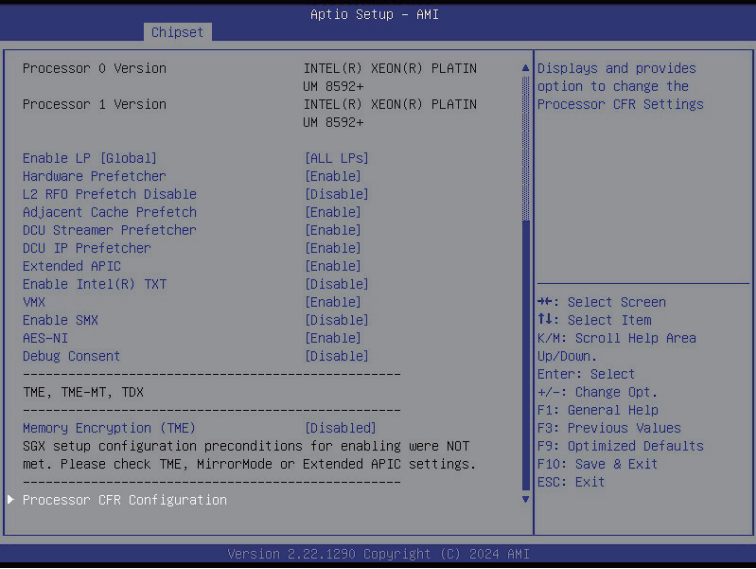 Aptio Setup – AMI
Chipset
Processor 0 Version INTEL(R) XEON(R) PLATIN
UM 8592+
Processor 1 Version INTEL(R) XEON(R) PLATIN
UM 8592+
Enable LP [Global] [ALL LPs]
Hardware Prefetcher [Enable]
L2 RFO Prefetch Disable [Disable]
Adjacent Cache Prefetch [Enable]
DCU Streamer Prefetcher [Enable]
DCU IP Prefetcher [Enable]
Extended APIC [Enable]
Enable Intel(R) TXT [Disable]
VMX [Enable]
Enable SMX [Disable]
AES-NI [Enable]
Debug Consent [Disable]
--------------------------------------------------
TME, TME-MT, TDX
--------------------------------------------------
Memory Encryption (TME) [Disabled]
SGX setup configuration preconditions for enabling were NOT
met. Please check TME, MirrorMode or Extended APIC settings.
--------------------------------------------------
Processor CFR Configuration
Displays and provides
option to change the
Processor CFR Settings
→←: Select Screen
↑↓: Select Item
K/M: Scroll Help Area
Up/Down.
Enter: Select
+/-: Change Opt.
F1: General Help
F3: Previous Values
F9: Optimized Defaults
F10: Save & Exit
ESC: Exit
Version 2.22.1290 Copyright (C) 2024 AMI